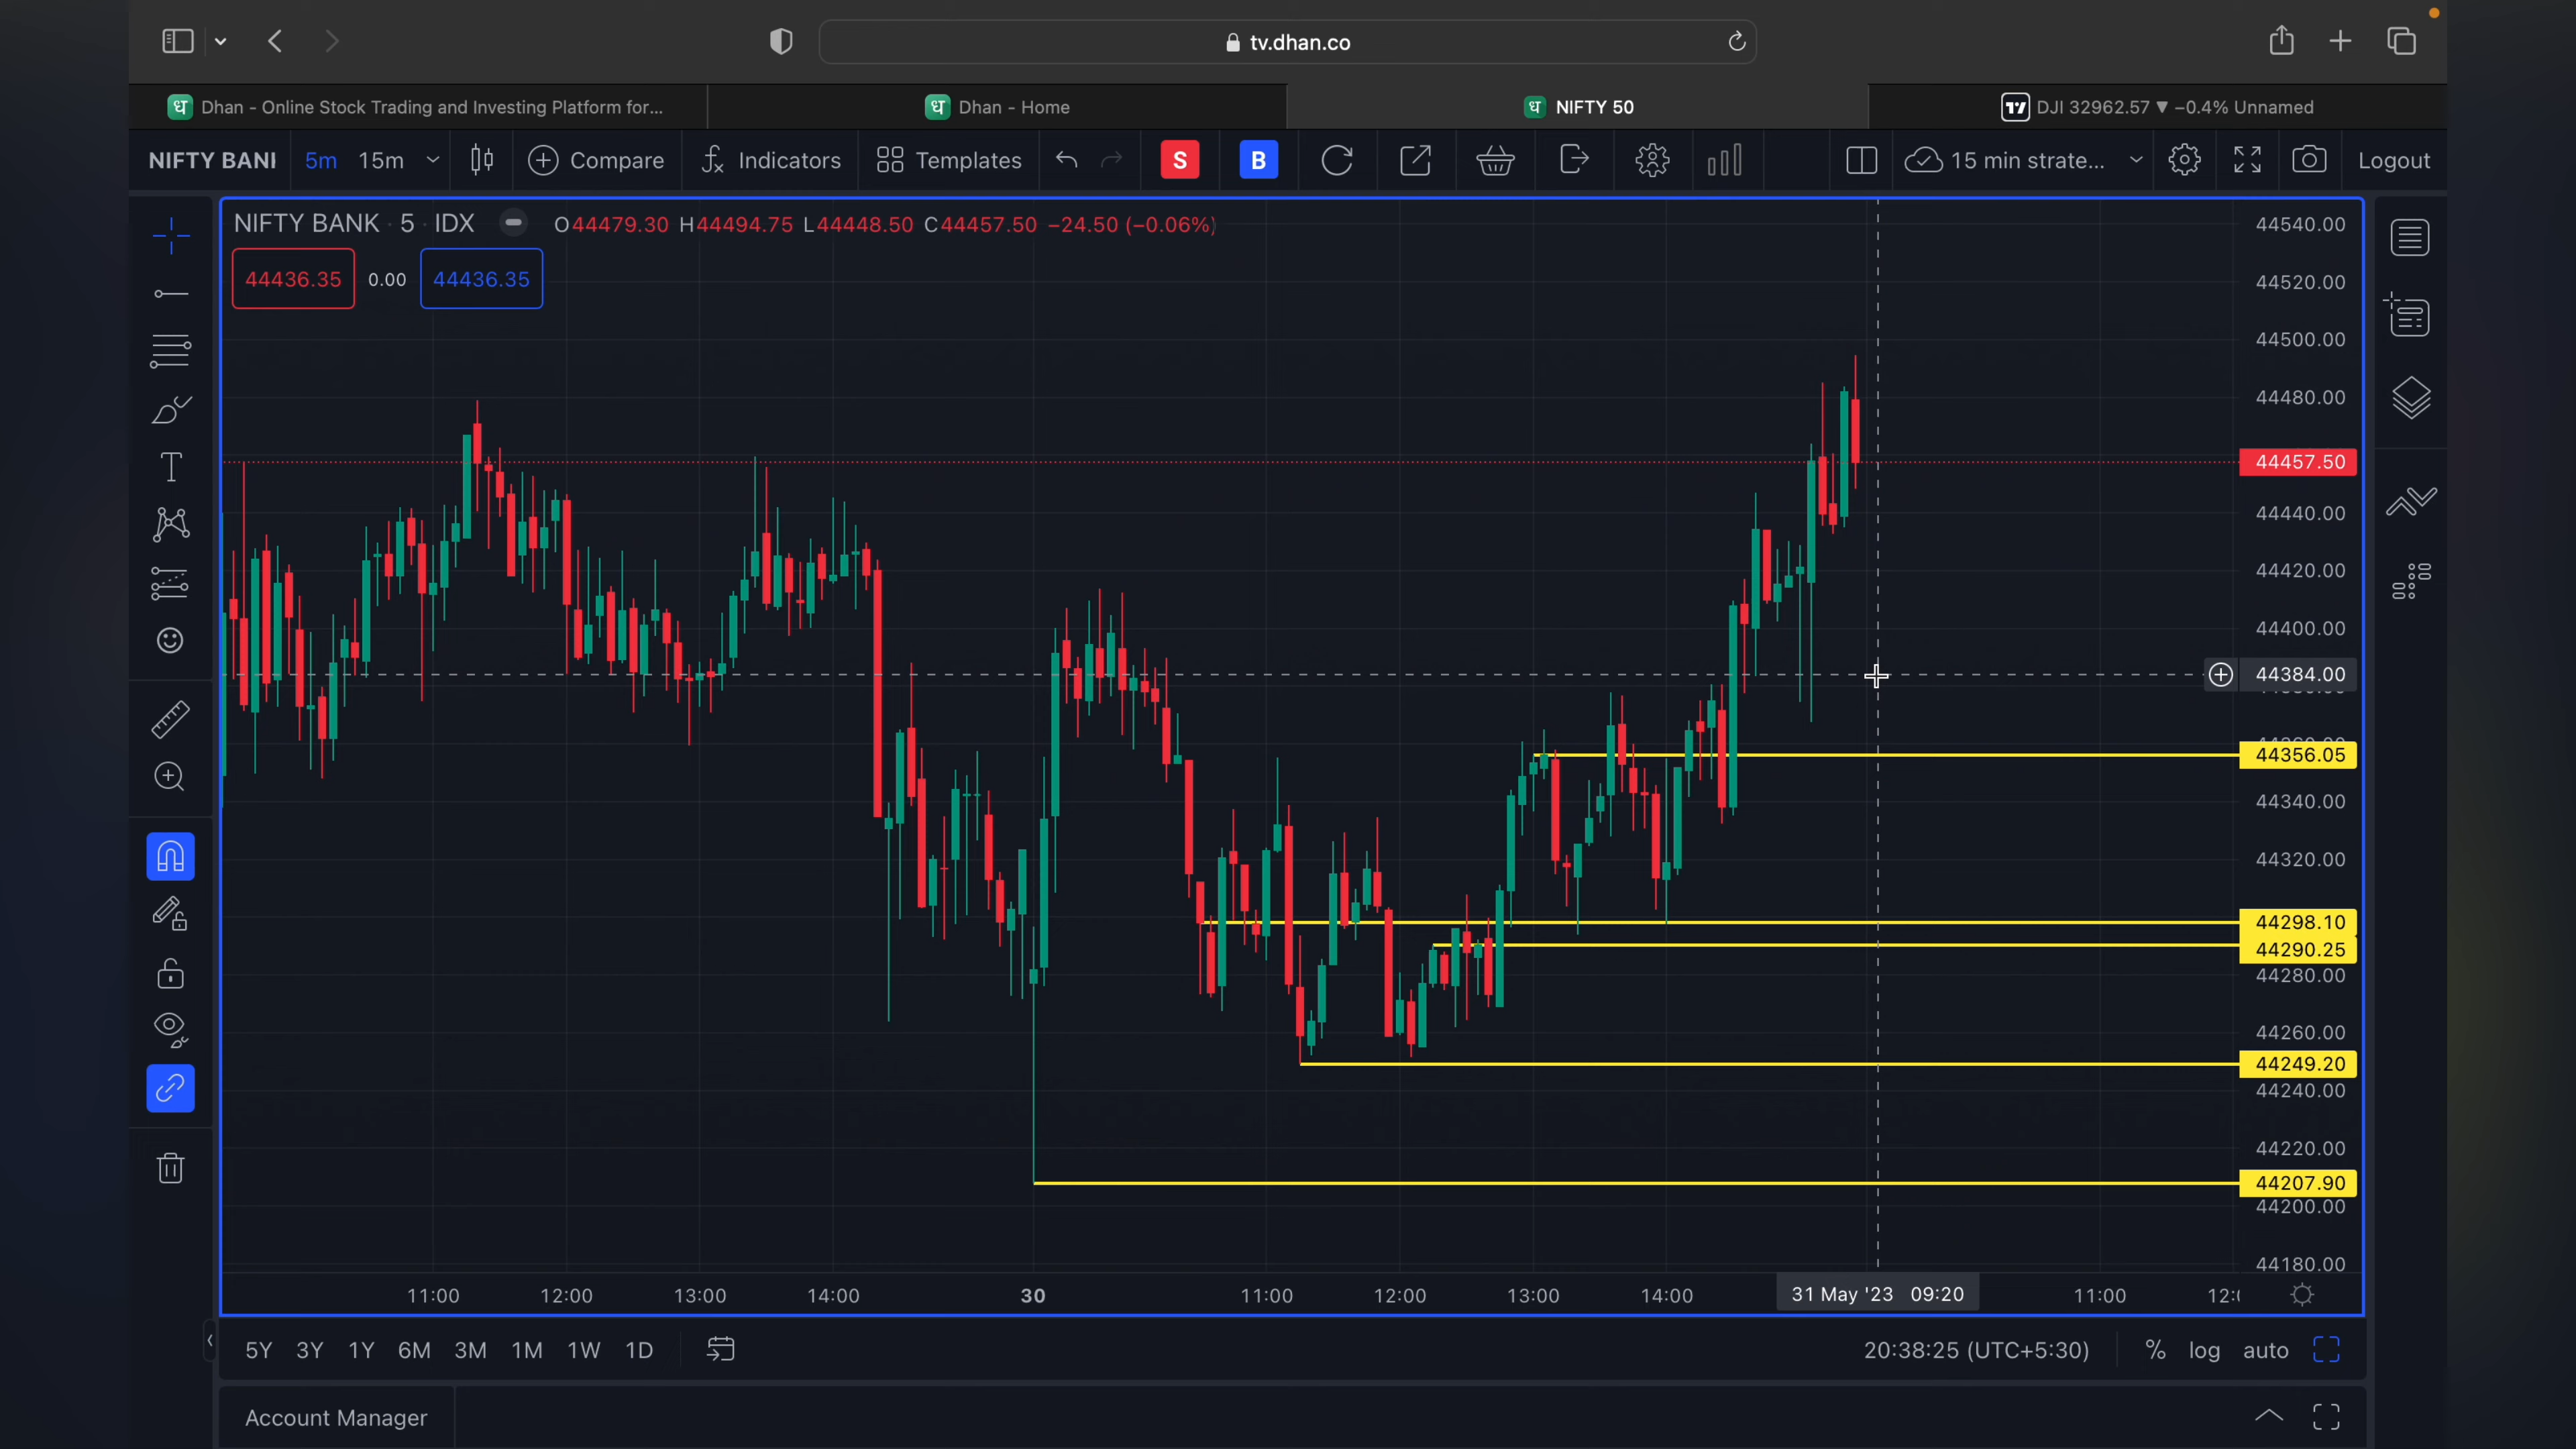 tv.dhan.co
Dhan - Online Stock Trading and Investing Platform for...
Dhan - Home
NIFTY 50
DJI 32962.57 ▼ −0.4% Unnamed
NIFTY BANI 5m 15m Compare Indicators Templates S B 15 min strate... Logout
NIFTY BANK · 5 · IDX O44479.30 H44494.75 L44448.50 C44457.50 −24.50 (−0.06%)
44436.35 0.00 44436.35
44540.00
44520.00
44500.00
44480.00
44457.50
44440.00
44420.00
44400.00
44384.00
44356.05
44340.00
44320.00
44298.10
44290.25
44280.00
44260.00
44249.20
44240.00
44220.00
44207.90
44200.00
44180.00
11:00 12:00 13:00 14:00 30 11:00 12:00 13:00 14:00 31 May '23 09:20 11:00
5Y 3Y 1Y 6M 3M 1M 1W 1D 20:38:25 (UTC+5:30) % log auto
Account Manager